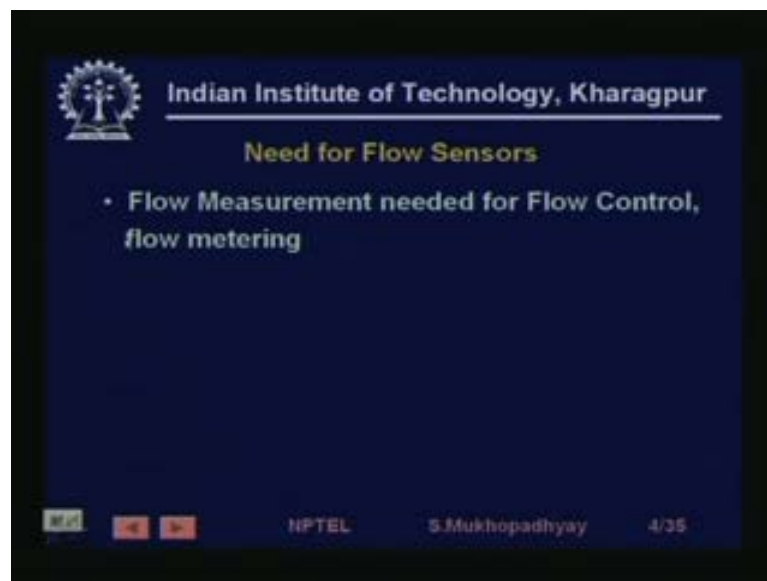 Indian Institute of Technology, Kharagpur
Need for Flow Sensors
• Flow Measurement needed for Flow Control,
flow metering
NPTEL S.Mukhopadhyay 4/35